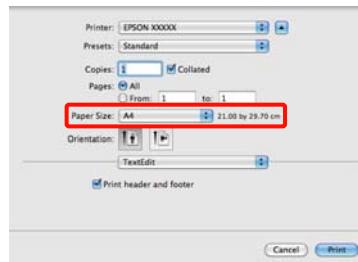 Printer: EPSON XXXXX
Presets: Standard
Copies: 1 Collated
Pages: All
From: 1 to: 1
Paper Size: A4 21.00 by 29.70 cm
Orientation:
TextEdit
Print header and footer
Cancel Print